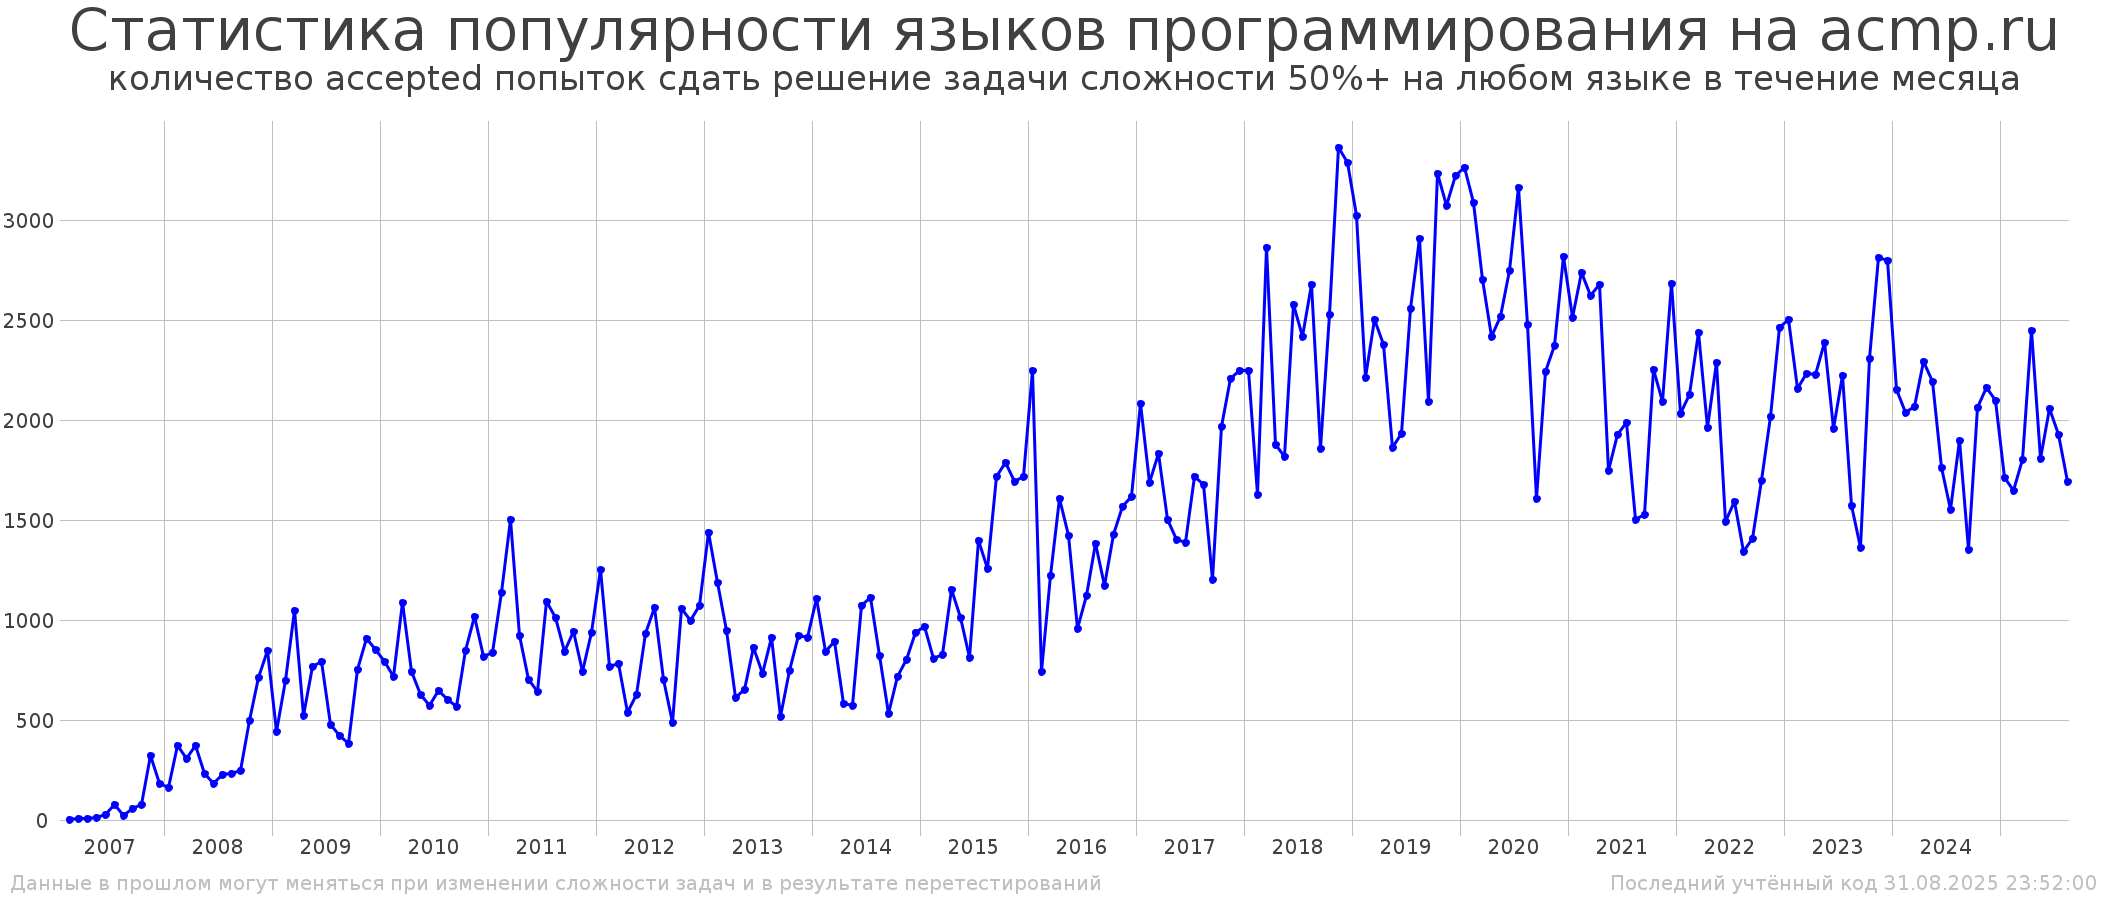 Статистика популярности языков программирования на acmp.ru
количество accepted попыток сдать решение задачи сложности 50%+ на любом языке в течение месяца
3000
2500
2000
1500
1000
500
0
2007 2008 2009 2010 2011 2012 2013 2014 2015 2016 2017 2018 2019 2020 2021 2022 2023 2024
Данные в прошлом могут меняться при изменении сложности задач и в результате перетестирований
Последний учтённый код 31.08.2025 23:52:00